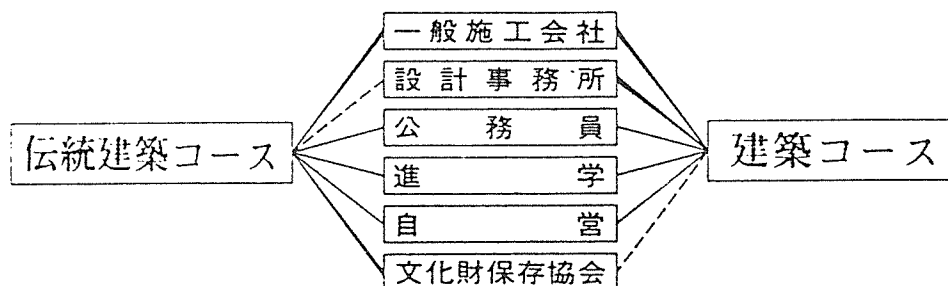 一般施工会社
設計事務所
公務員
進学
自営
文化財保存協会
伝統建築コース
建築コース